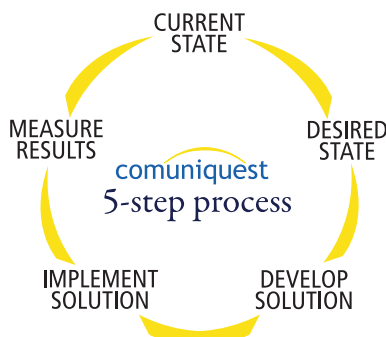 CURRENT
STATE
DESIRED
STATE
DEVELOP
SOLUTION
IMPLEMENT
SOLUTION
MEASURE
RESULTS
comuniquest
5-step process